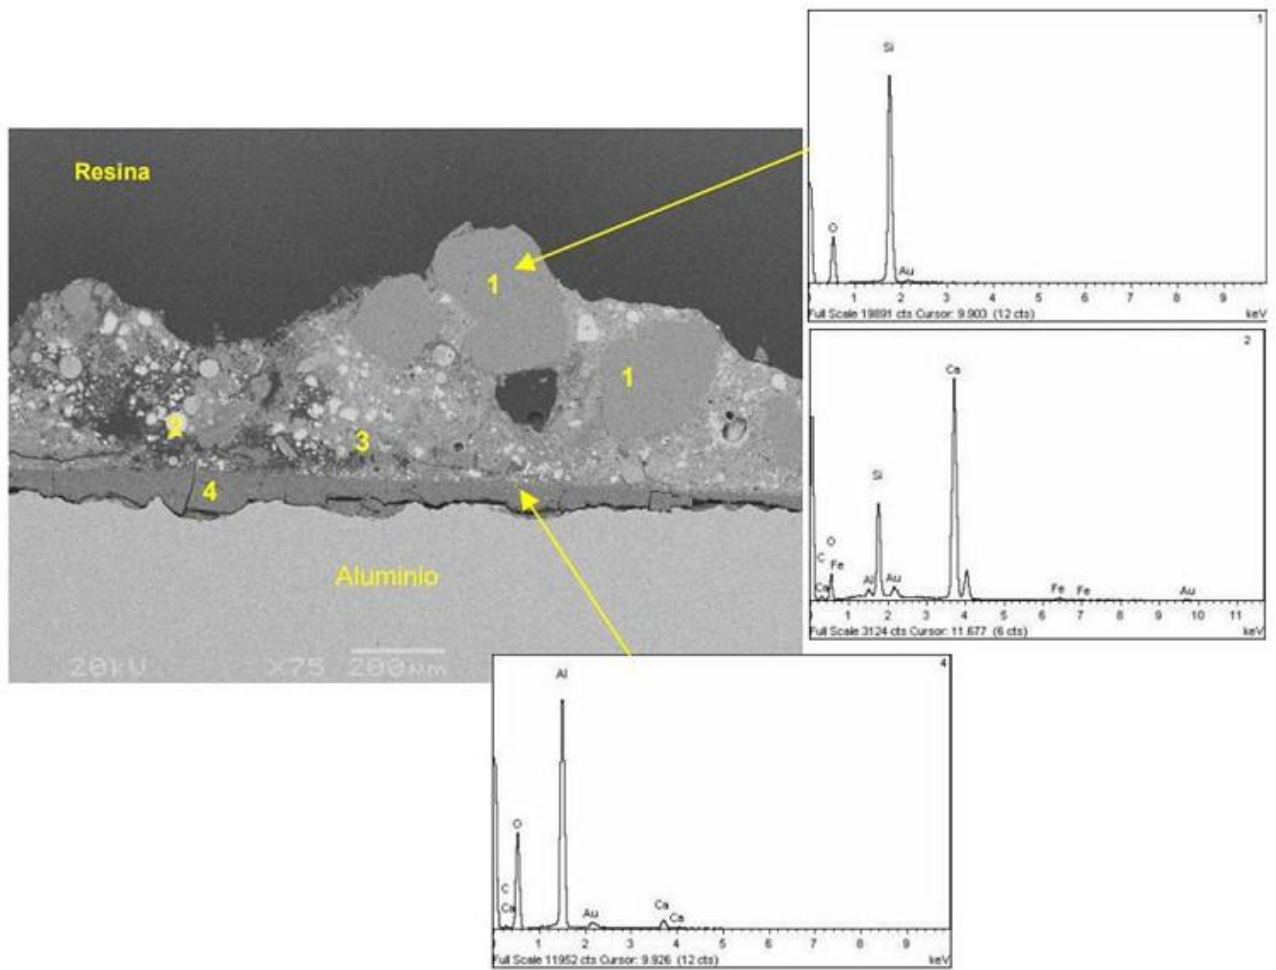 Resina
1
1
2
3
4
Aluminio
20kV X75 200µm
1
Si
O
Au
1 2 3 4 5 6 7 8 9
Full Scale 19891 cts Cursor: 9.903 (12 cts) keV
2
Ca
Si
O
C
Fe
Ca
Al
Au
Fe
Fe
Au
1 2 3 4 5 6 7 8 9 10 11
Full Scale 3124 cts Cursor: 11.677 (6 cts) keV
4
Al
O
C
Ca
Au
Ca
Ca
1 2 3 4 5 6 7 8 9
Full Scale 11952 cts Cursor: 9.926 (12 cts) keV